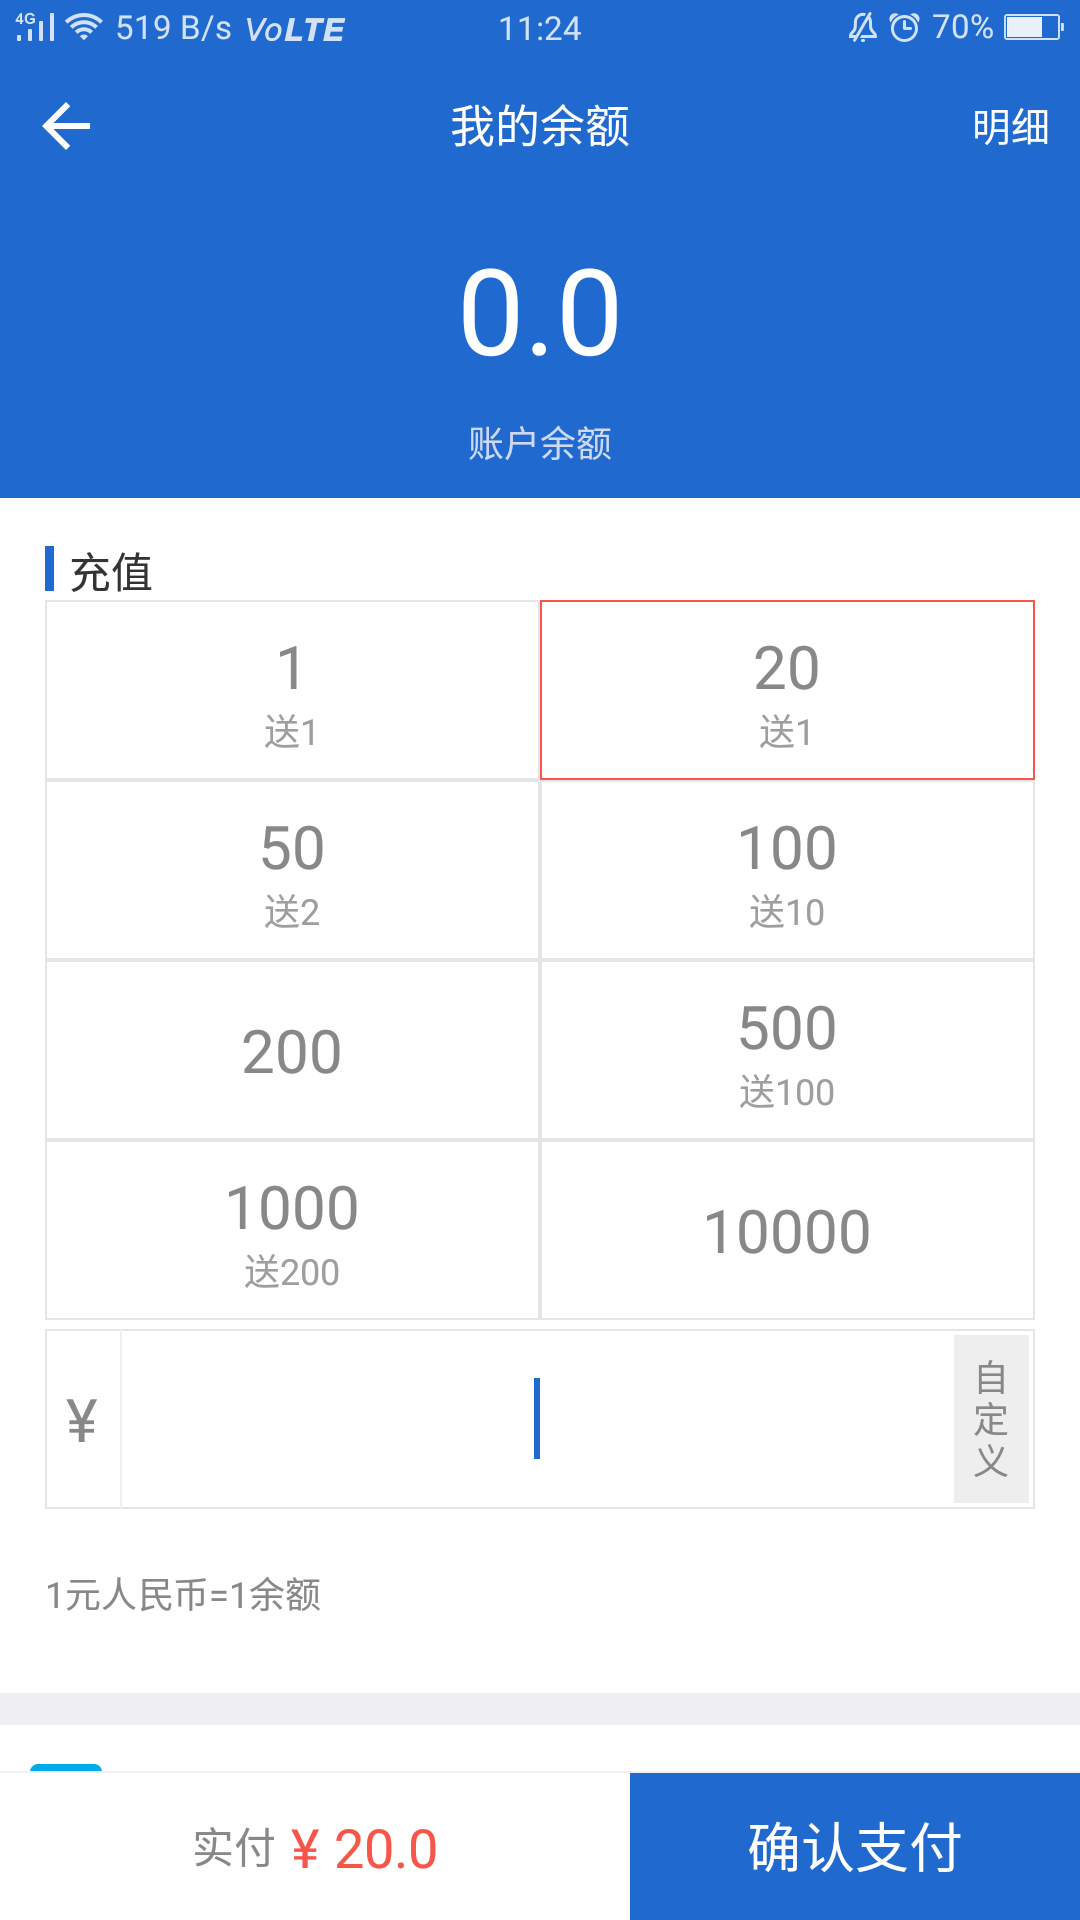 4G 519 B/s VoLTE 11:24 70%
我的余额 明细
0.0
账户余额
充值
1 20
送1 送1
50 100
送2 送10
200 500
送100
1000 10000
送200
¥ 自定义
1元人民币=1余额
实付 ¥ 20.0 确认支付